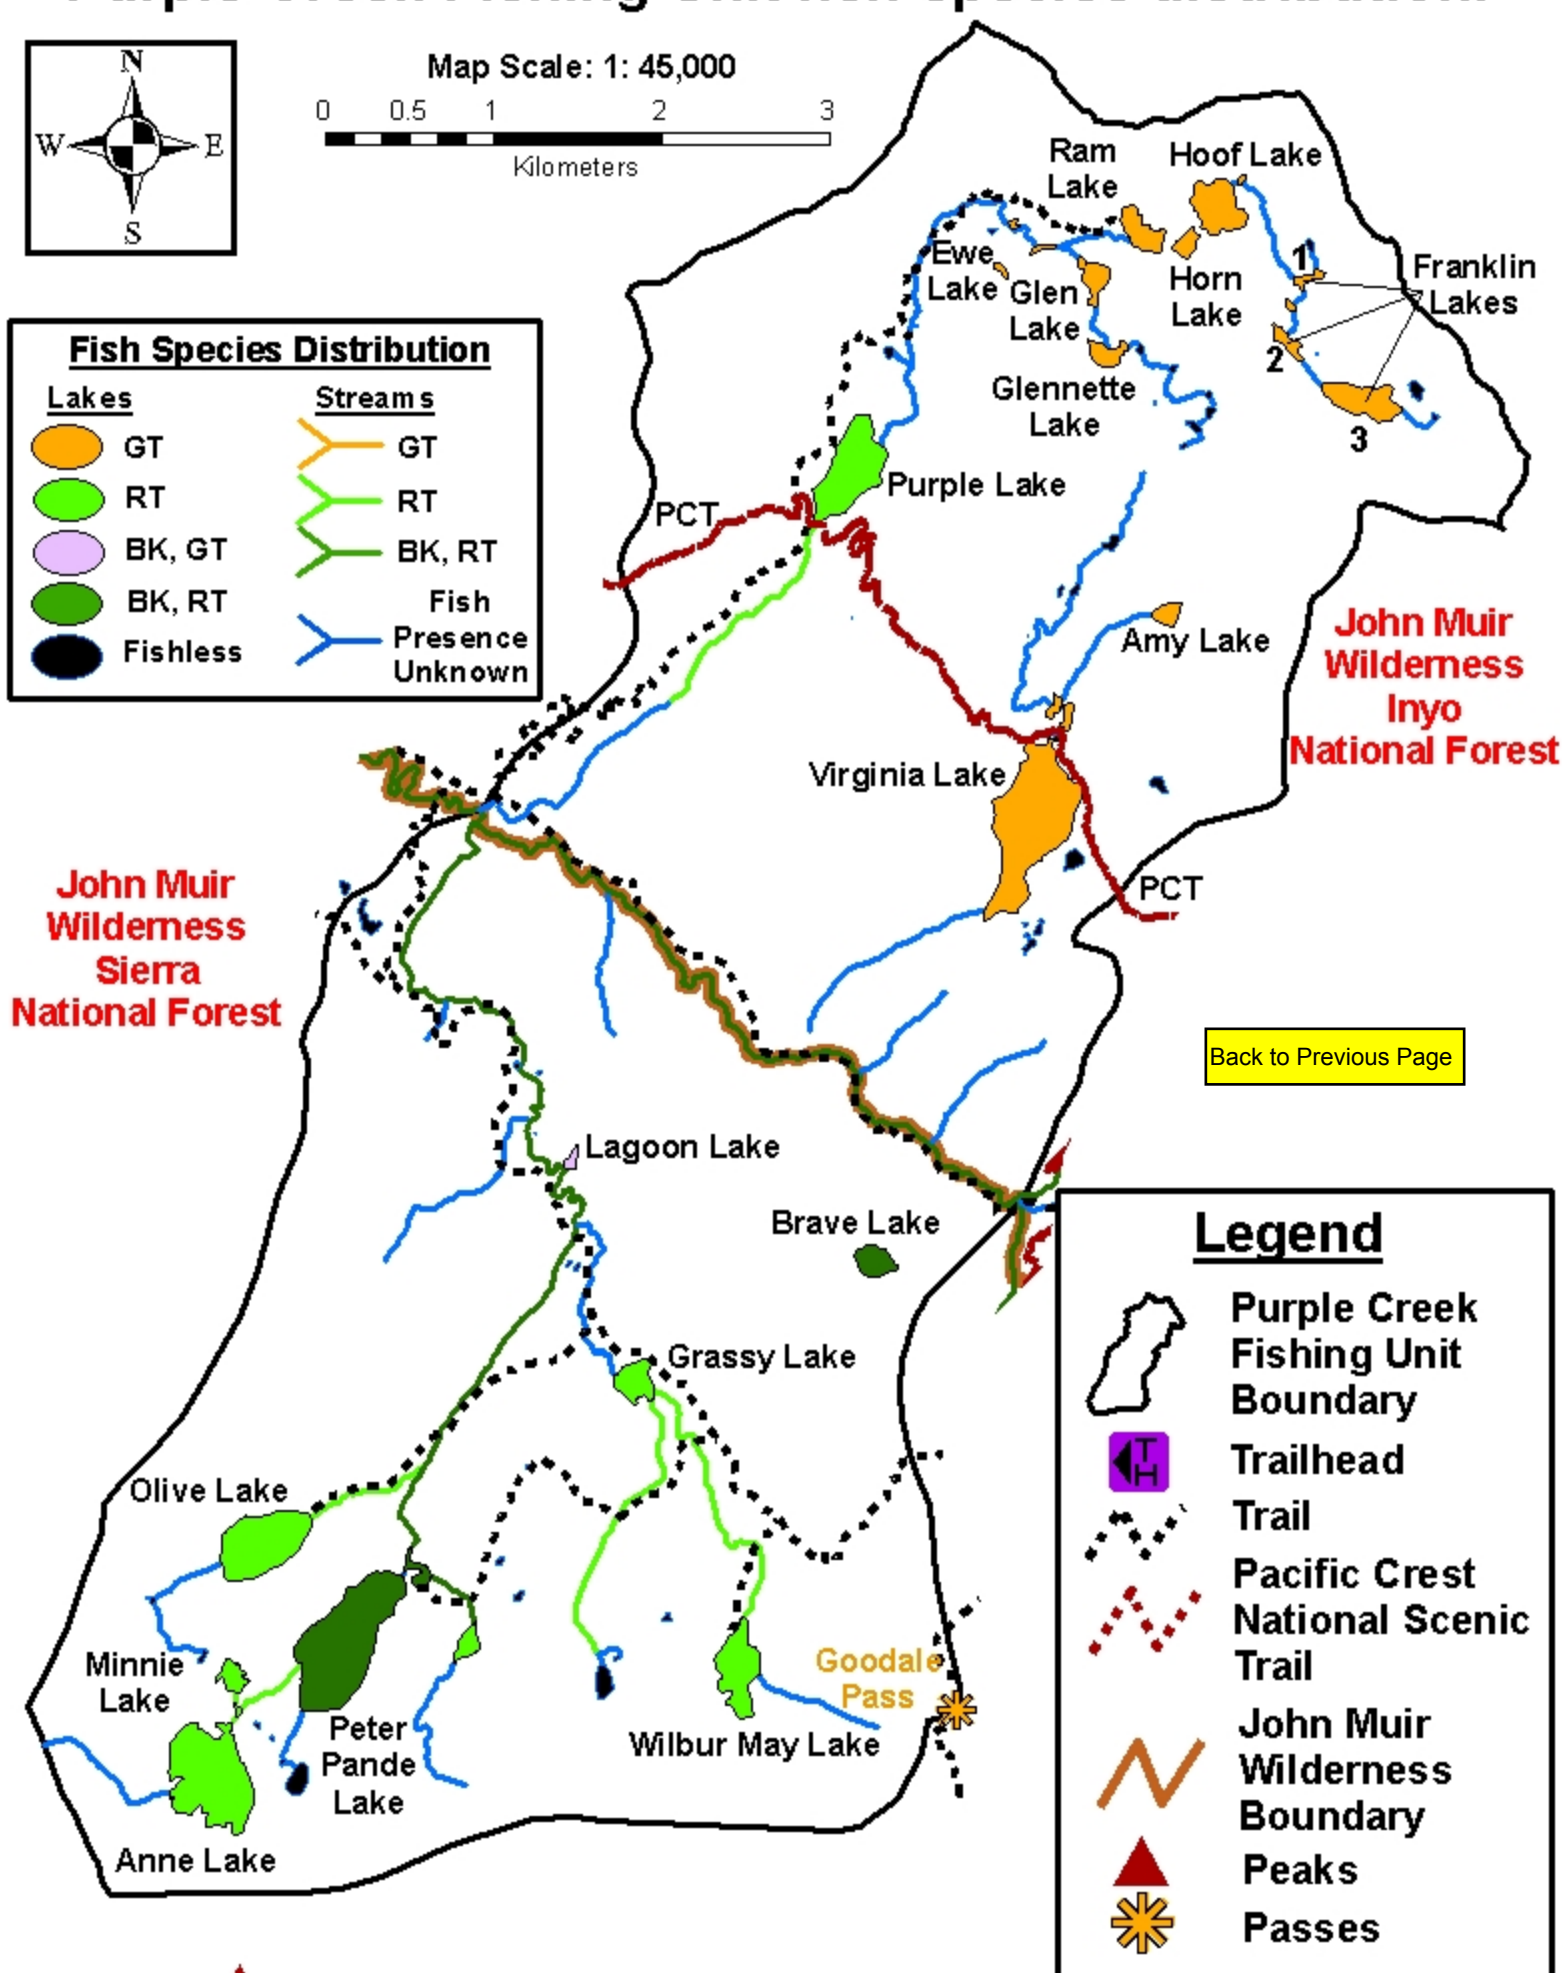 N
W E
S
Map Scale: 1: 45,000
0 0.5 1 2 3
Kilometers
Fish Species Distribution
Lakes Streams
GT GT
RT RT
BK, GT BK, RT
BK, RT Fish
Fishless Presence
Unknown
Ram
Lake
Hoof Lake
Ewe
Lake
Glen
Lake
Horn
Lake
1
Franklin
Lakes
2
Glennette
Lake
3
Purple Lake
PCT
Amy Lake
John Muir
Wilderness
Inyo
National Forest
Virginia Lake
PCT
John Muir
Wilderness
Sierra
National Forest
Back to Previous Page
Lagoon Lake
Brave Lake
Grassy Lake
Olive Lake
Minnie
Lake
Peter
Pande
Lake
Goodale
Pass
Wilbur May Lake
Anne Lake
Legend
Purple Creek
Fishing Unit
Boundary
T
H
Trailhead
Trail
Pacific Crest
National Scenic
Trail
John Muir
Wilderness
Boundary
Peaks
Passes